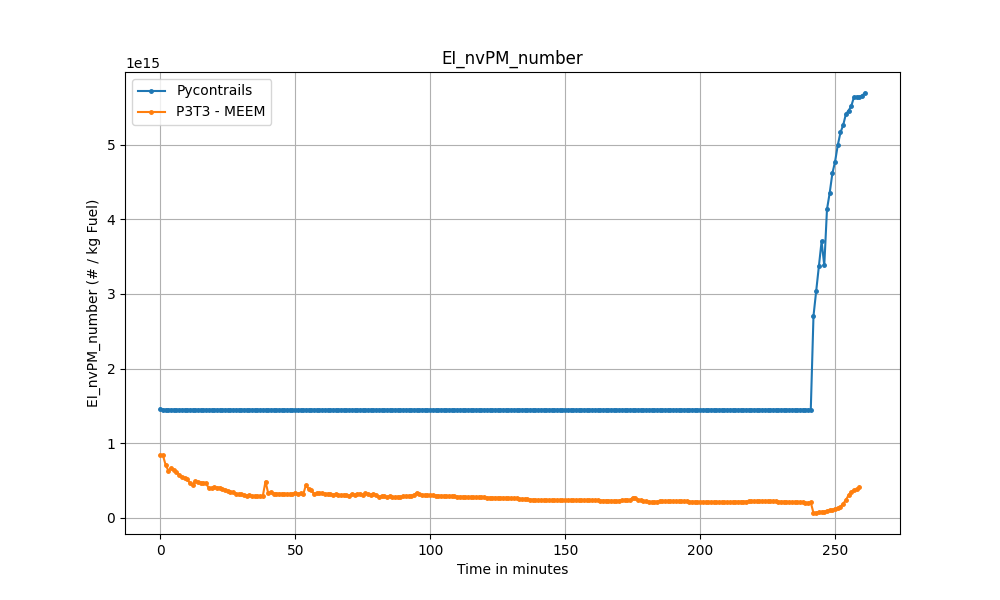 EI_nvPM_number
1e15
Pycontrails
P3T3 - MEEM
EI_nvPM_number (# / kg Fuel)
5
4
3
2
1
0
0 50 100 150 200 250
Time in minutes